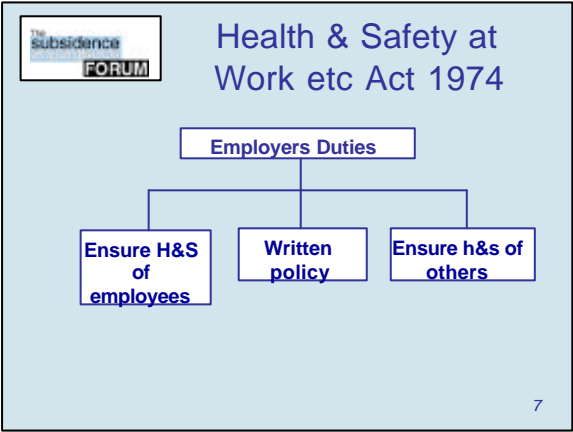 The
subsidence
FORUM
Health & Safety at
Work etc Act 1974
Employers Duties
Ensure H&S
of
employees
Written
policy
Ensure h&s of
others
7